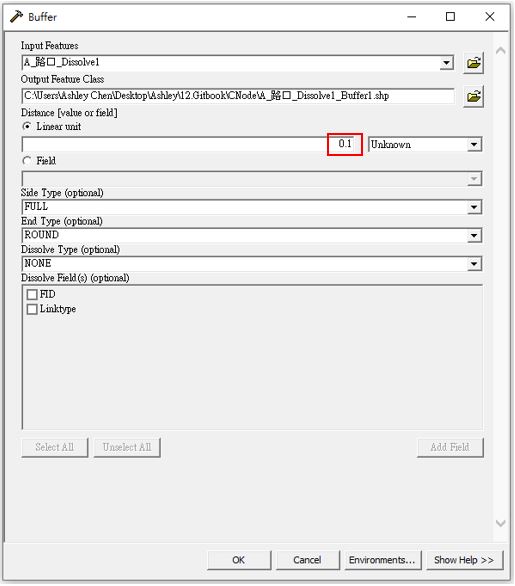 Buffer
Input Features
A_路口_Dissolve1
Output Feature Class
C:\Users\Ashley Chen\Desktop\Ashley\12.Gitbook\CNode\A_路口_Dissolve1_Buffer1.shp
Distance [value or field]
Linear unit
0.1 Unknown
Field
Side Type (optional)
FULL
End Type (optional)
ROUND
Dissolve Type (optional)
NONE
Dissolve Field(s) (optional)
FID
Linktype
Select All Unselect All Add Field
OK Cancel Environments... Show Help >>